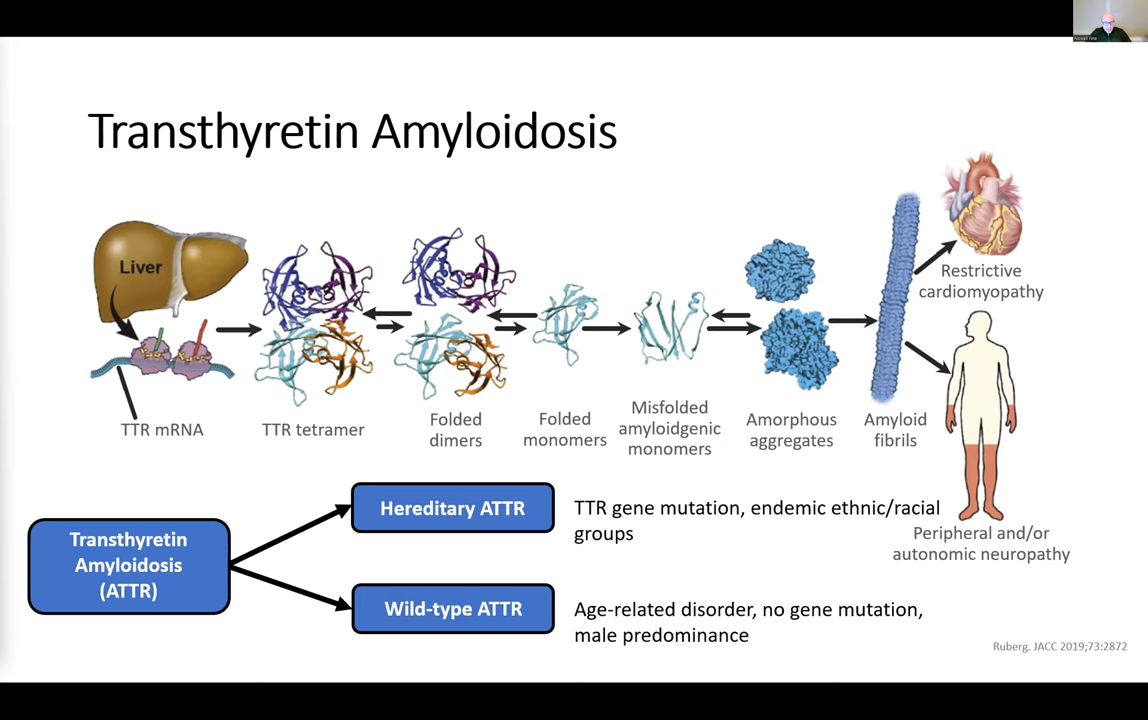 Transthyretin Amyloidosis
Liver
TTR mRNA
TTR tetramer
Folded
dimers
Folded
monomers
Misfolded
amyloidgenic
monomers
Amorphous
aggregates
Amyloid
fibrils
Restrictive
cardiomyopathy
Peripheral and/or
autonomic neuropathy
Transthyretin
Amyloidosis
(ATTR)
Hereditary ATTR
TTR gene mutation, endemic ethnic/racial
groups
Wild-type ATTR
Age-related disorder, no gene mutation,
male predominance
Ruberg. JACC 2019;73:2872